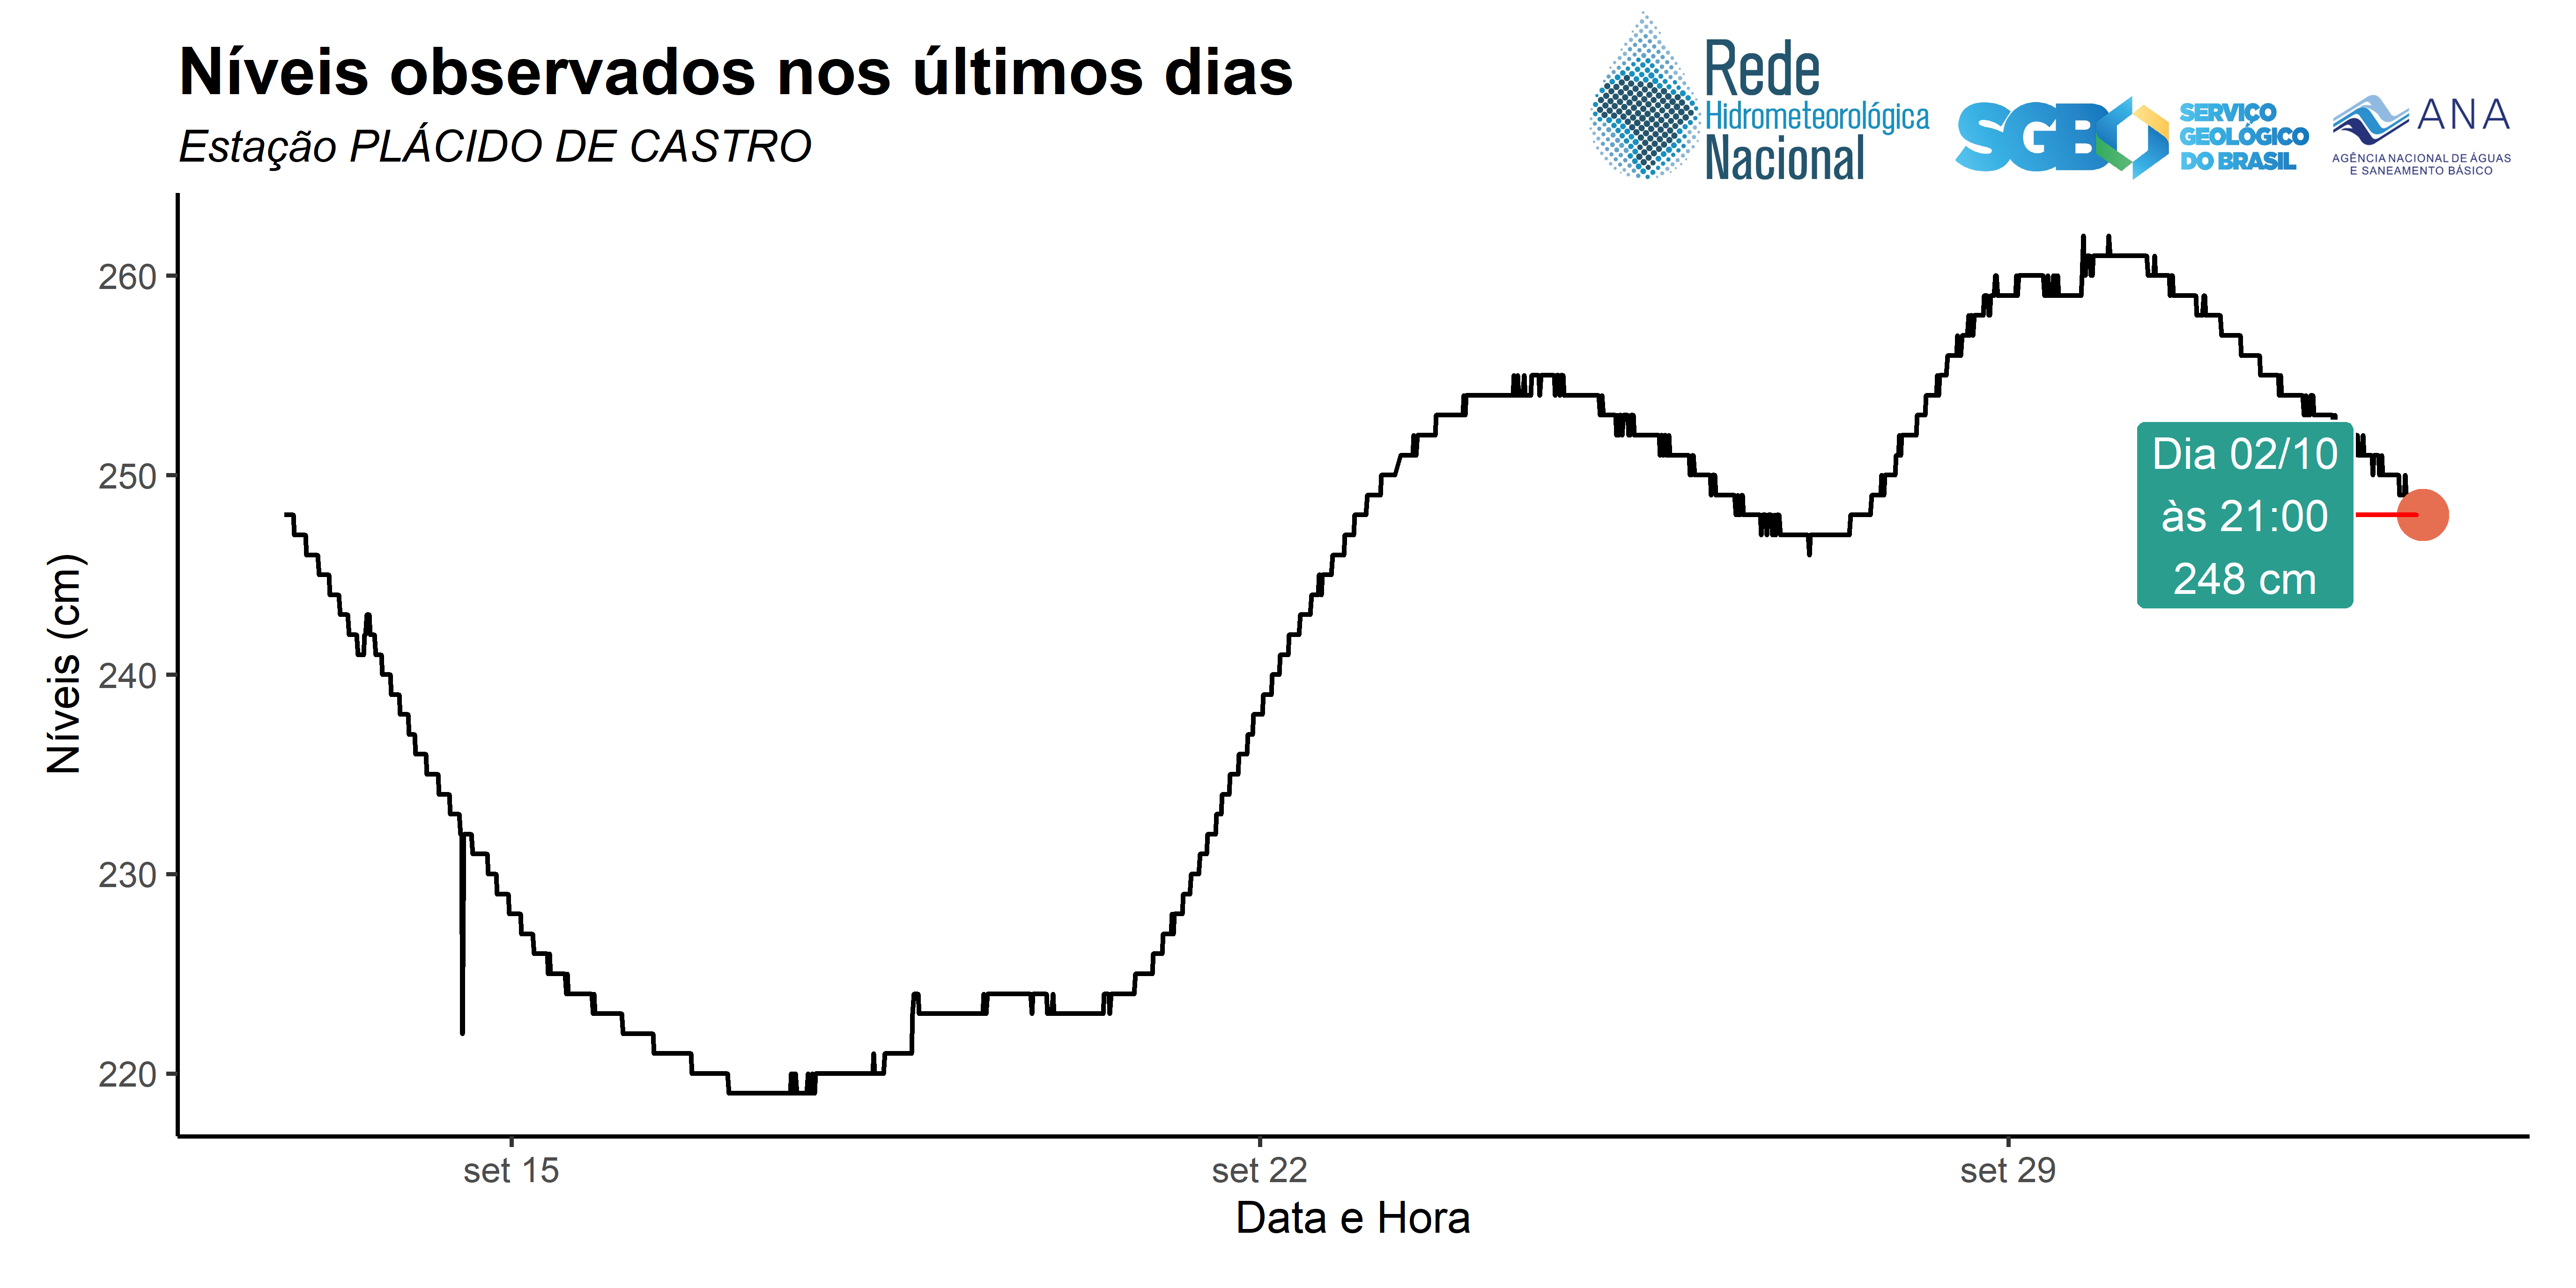 Níveis observados nos últimos dias
Estação PLÁCIDO DE CASTRO
Rede
Hidrometeorológica
Nacional
SGB
SERVIÇO
GEOLÓGICO
DO BRASIL
ANA
AGÊNCIA NACIONAL DE ÁGUAS
E SANEAMENTO BÁSICO
Níveis (cm)
260
250
240
230
220
Dia 02/10
às 21:00
248 cm
set 15
set 22
set 29
Data e Hora